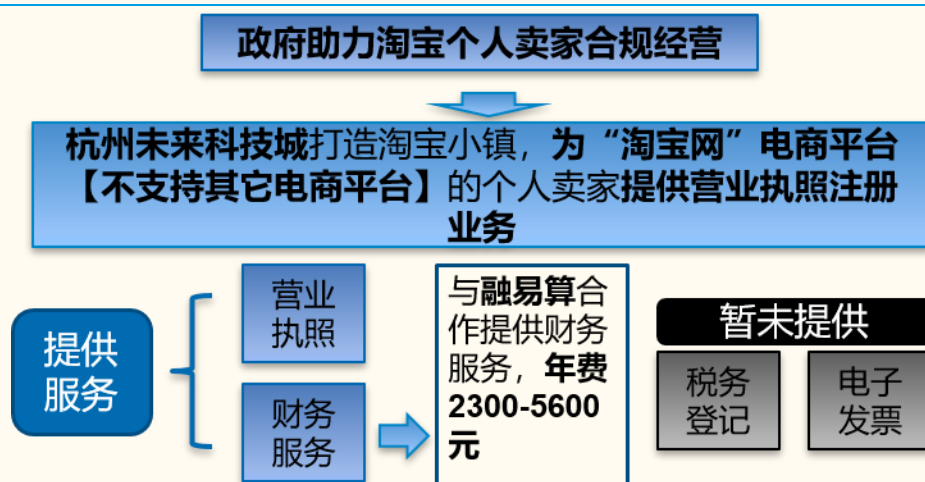 政府助力淘宝个人卖家合规经营
杭州未来科技城打造淘宝小镇，为“淘宝网”电商平台
【不支持其它电商平台】的个人卖家提供营业执照注册
业务
提供
服务
营业
执照
财务
服务
与融易算合
作提供财务
服务，年费
2300-5600
元
暂未提供
税务
登记
电子
发票